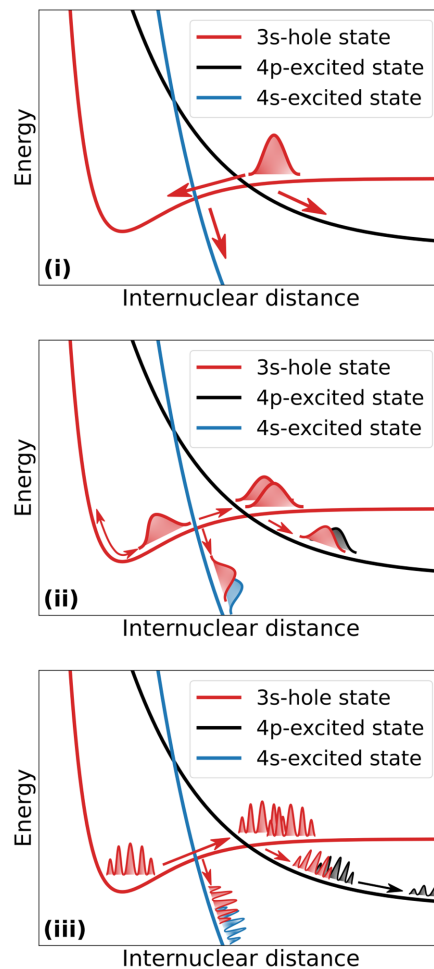 3s-hole state
4p-excited state
4s-excited state
Energy
(i)
Internuclear distance
3s-hole state
4p-excited state
4s-excited state
Energy
(ii)
Internuclear distance
3s-hole state
4p-excited state
4s-excited state
Energy
(iii)
Internuclear distance